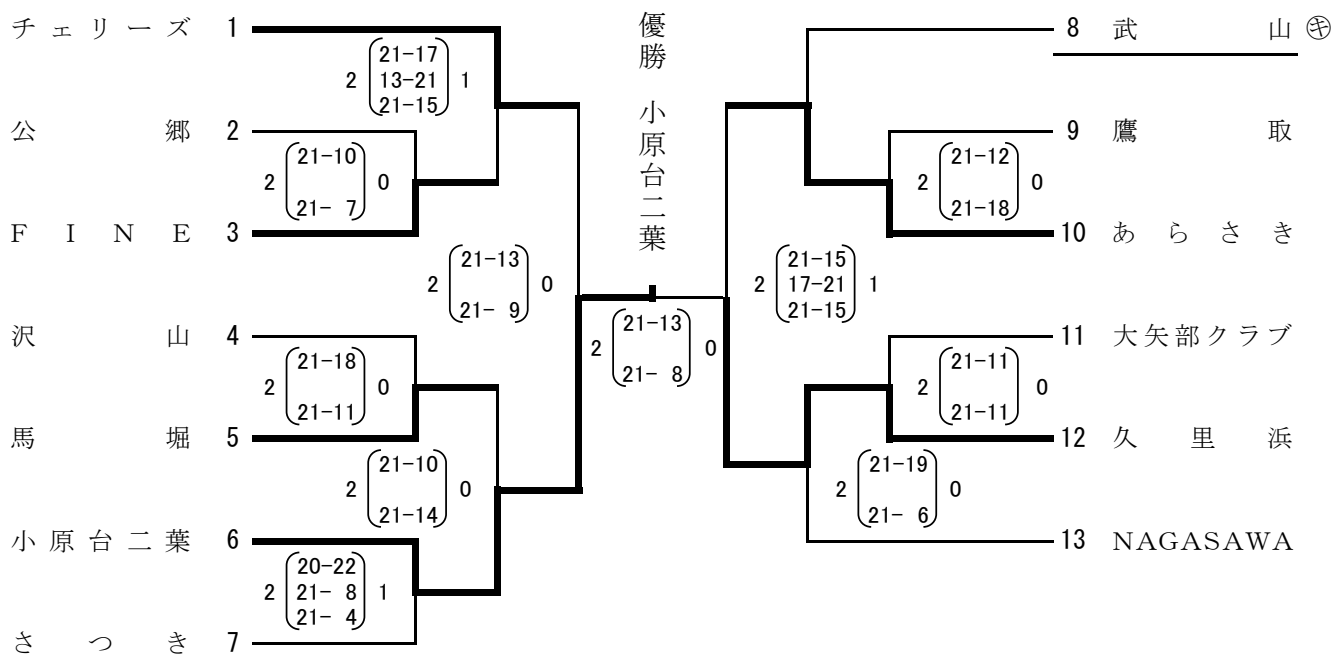 チェリーズ 1
21-17
2 13-21 1
21-15
公郷 2
21-10
2 0
21- 7
FINE 3
21-13
2 0
21- 9
沢山 4
21-18
2 0
21-11
馬堀 5
21-10
2 0
21-14
小原台二葉 6
20-22
2 21- 8 1
21- 4
さつき 7
優勝 小原台二葉
21-13
2 0
21- 8
8 武山 ㋖
9 鷹取
21-12
2 0
21-18
10 あらさき
21-15
2 17-21 1
21-15
11 大矢部クラブ
21-11
2 0
21-11
12 久里浜
21-19
2 0
21- 6
13 NAGASAWA